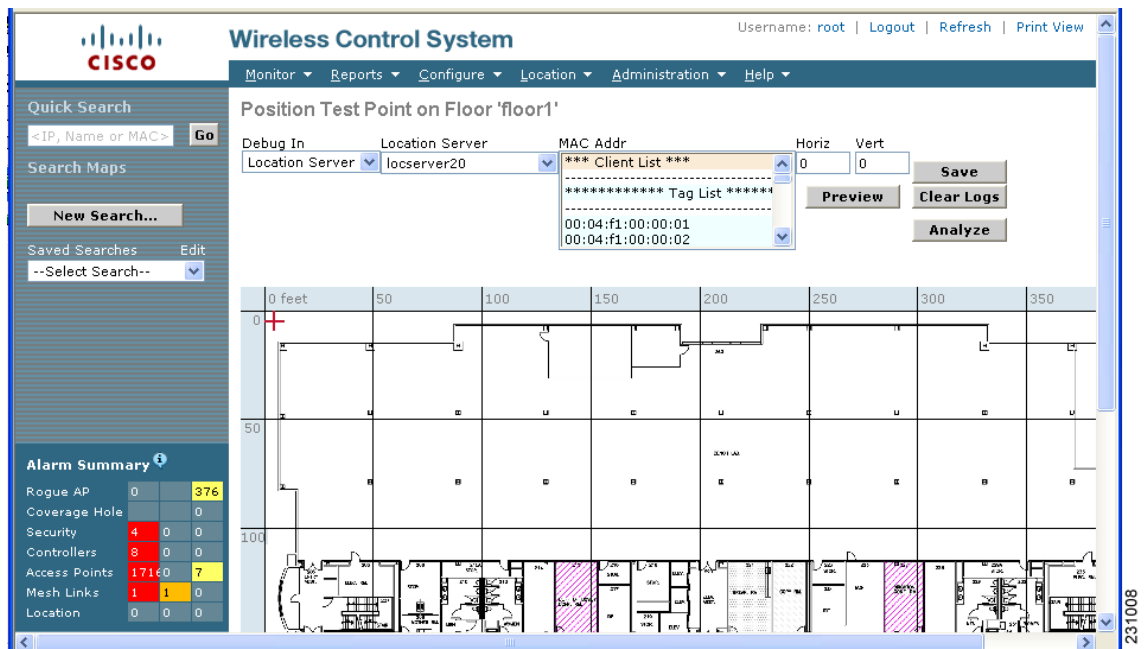 Username: root | Logout | Refresh | Print View
CISCO
Wireless Control System
Monitor Reports Configure Location Administration Help
Quick Search
<IP, Name or MAC> Go
Search Maps
New Search...
Saved Searches Edit
--Select Search--
Position Test Point on Floor 'floor1'
Debug In Location Server MAC Addr Horiz Vert
Location Server locserver20 *** Client List *** 0 0
************ Tag List ******
00:04:f1:00:00:01
00:04:f1:00:00:02
Save
Preview Clear Logs
Analyze
0 feet 50 100 150 200 250 300 350
0
50
100
Alarm Summary
Rogue AP 0 376
Coverage Hole 0
Security 4 0 0
Controllers 8 0 0
Access Points 1716 0 7
Mesh Links 1 1 0
Location 0 0 0
231008